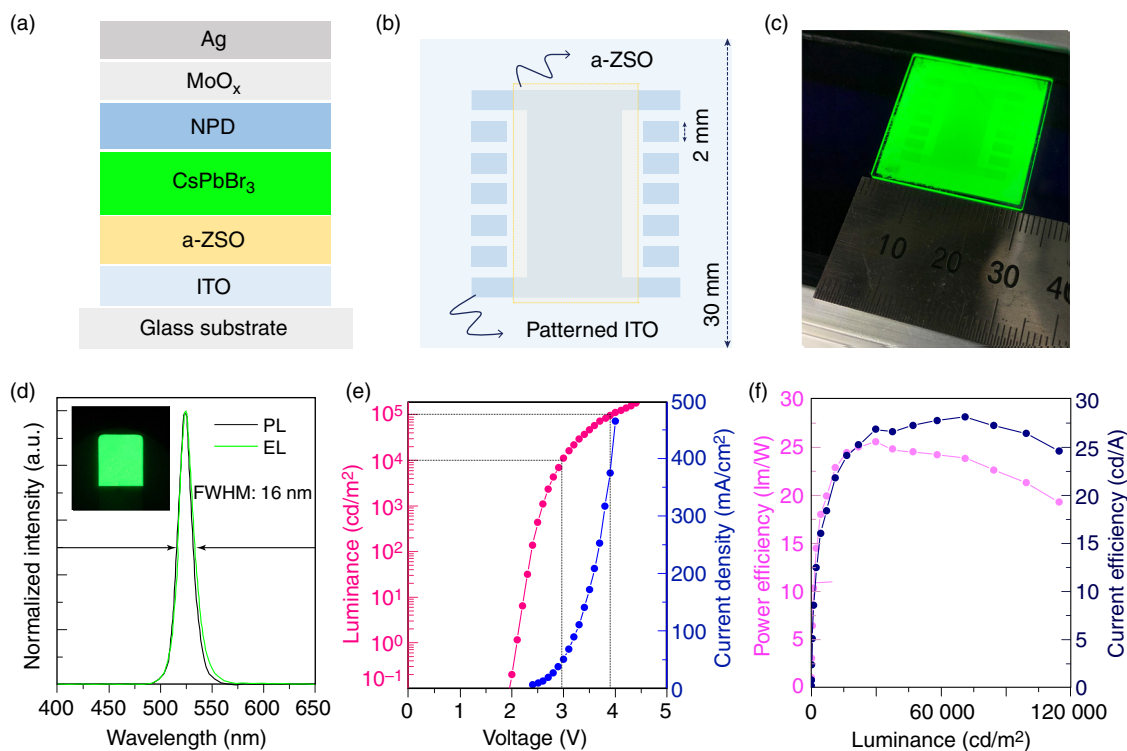 (a)
Ag
MoOx
NPD
CsPbBr3
a-ZSO
ITO
Glass substrate
(b)
a-ZSO
2 mm
30 mm
Patterned ITO
(c)
10 20 30 40
(d)
Normalized intensity (a.u.)
PL
EL
FWHM: 16 nm
400 450 500 550 600 650
Wavelength (nm)
(e)
Luminance (cd/m2)
10^5
10^4
10^3
10^2
10^1
10^0
10^-1
500
400
300
200
100
0
Current density (mA/cm2)
0 1 2 3 4 5
Voltage (V)
(f)
Power efficiency (lm/W)
30
25
20
15
10
5
0
30
25
20
15
10
5
0
Current efficiency (cd/A)
0 60 000 120 000
Luminance (cd/m2)